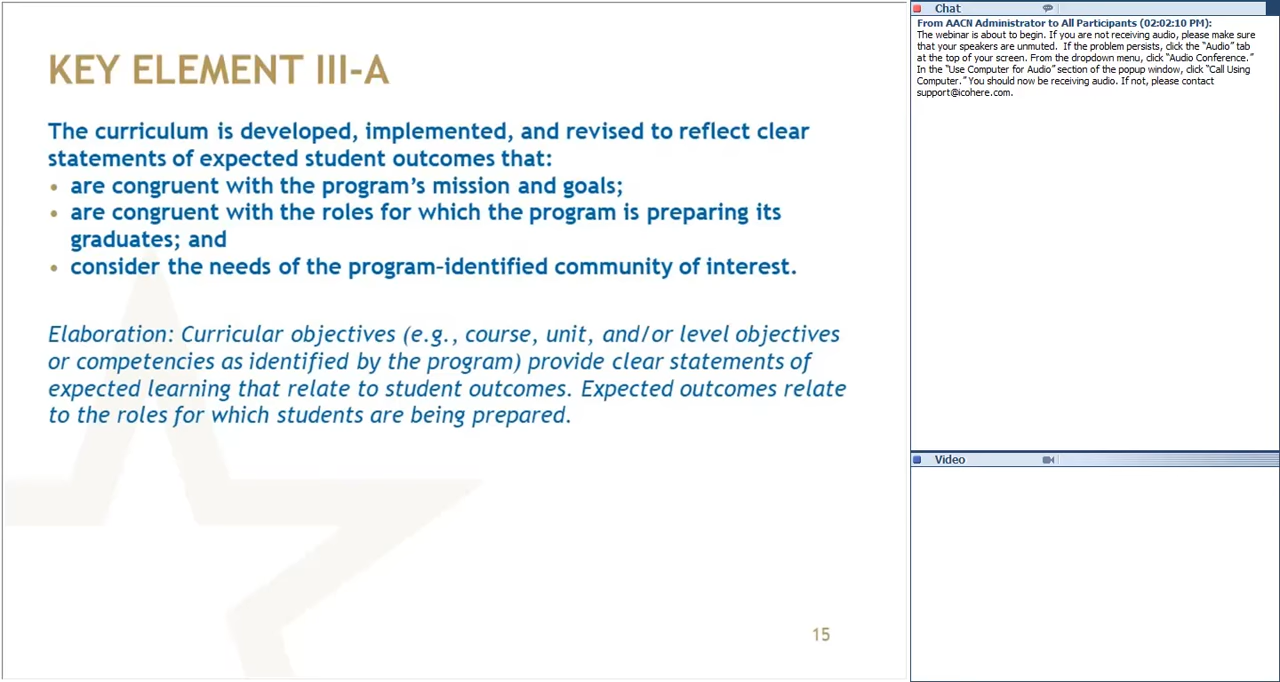 KEY ELEMENT III-A
The curriculum is developed, implemented, and revised to reflect clear
statements of expected student outcomes that:
• are congruent with the program's mission and goals;
• are congruent with the roles for which the program is preparing its
graduates; and
• consider the needs of the program-identified community of interest.
Elaboration: Curricular objectives (e.g., course, unit, and/or level objectives
or competencies as identified by the program) provide clear statements of
expected learning that relate to student outcomes. Expected outcomes relate
to the roles for which students are being prepared.
15
Chat
From AACN Administrator to All Participants (02:02:10 PM):
The webinar is about to begin. If you are not receiving audio, please make sure
that your speakers are unmuted. If the problem persists, click the "Audio" tab
at the top of your screen. From the dropdown menu, click "Audio Conference."
In the "Use Computer for Audio" section of the popup window, click "Call Using
Computer." You should now be receiving audio. If not, please contact
support@icohere.com.
Video